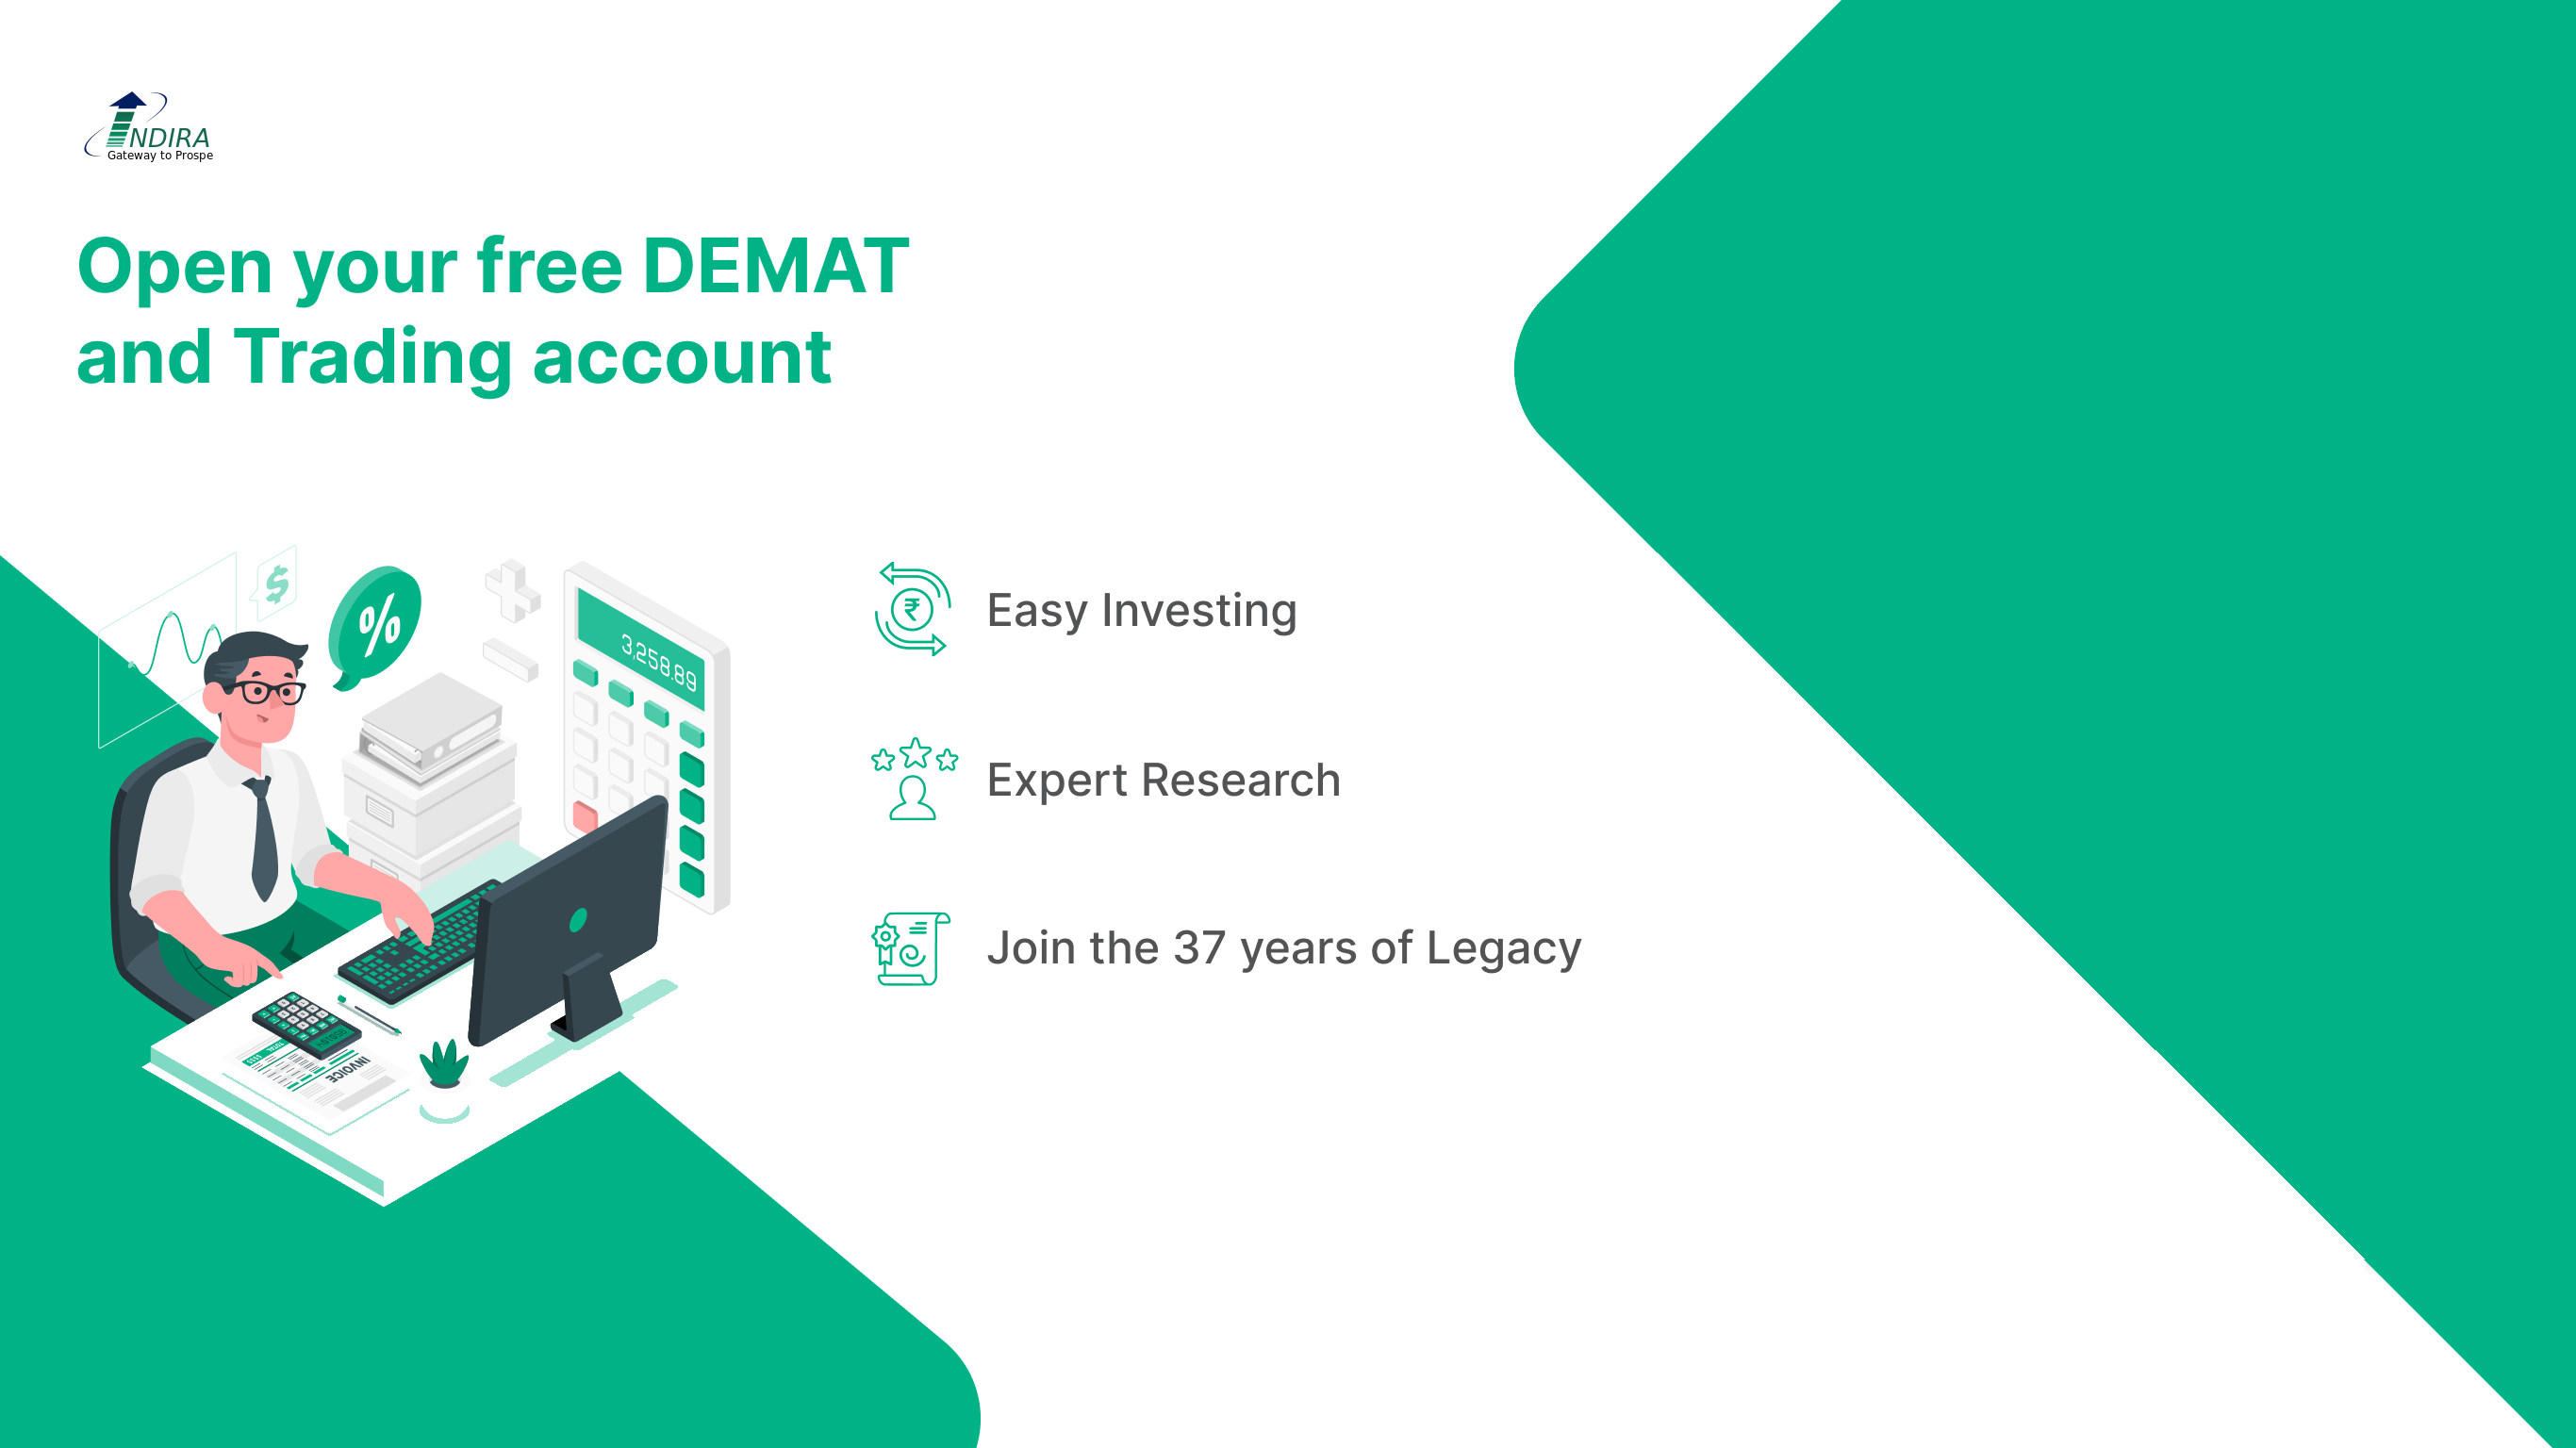 NDIRA
Gateway to Prospe
Open your free DEMAT
and Trading account
$
%
3,258.89
₹
Easy Investing
Expert Research
Join the 37 years of Legacy
TOTAL
INVOICE